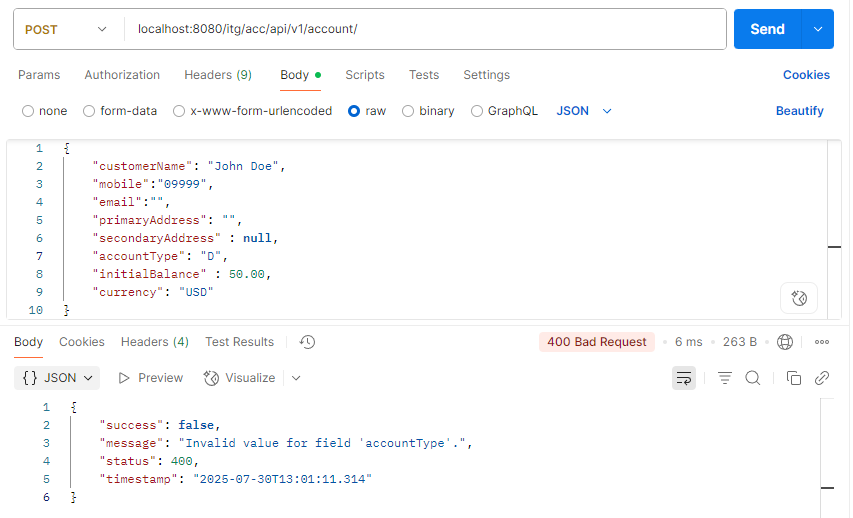 POST localhost:8080/itg/acc/api/v1/account/ Send
Params Authorization Headers (9) Body Scripts Tests Settings Cookies
none form-data x-www-form-urlencoded raw binary GraphQL JSON Beautify
1 {
2 "customerName": "John Doe",
3 "mobile":"09999",
4 "email":"",
5 "primaryAddress": "",
6 "secondaryAddress" : null,
7 "accountType": "D",
8 "initialBalance" : 50.00,
9 "currency": "USD"
10 }
Body Cookies Headers (4) Test Results 400 Bad Request 6 ms 263 B
{} JSON Preview Visualize
1 {
2 "success": false,
3 "message": "Invalid value for field 'accountType'.",
4 "status": 400,
5 "timestamp": "2025-07-30T13:01:11.314"
6 }